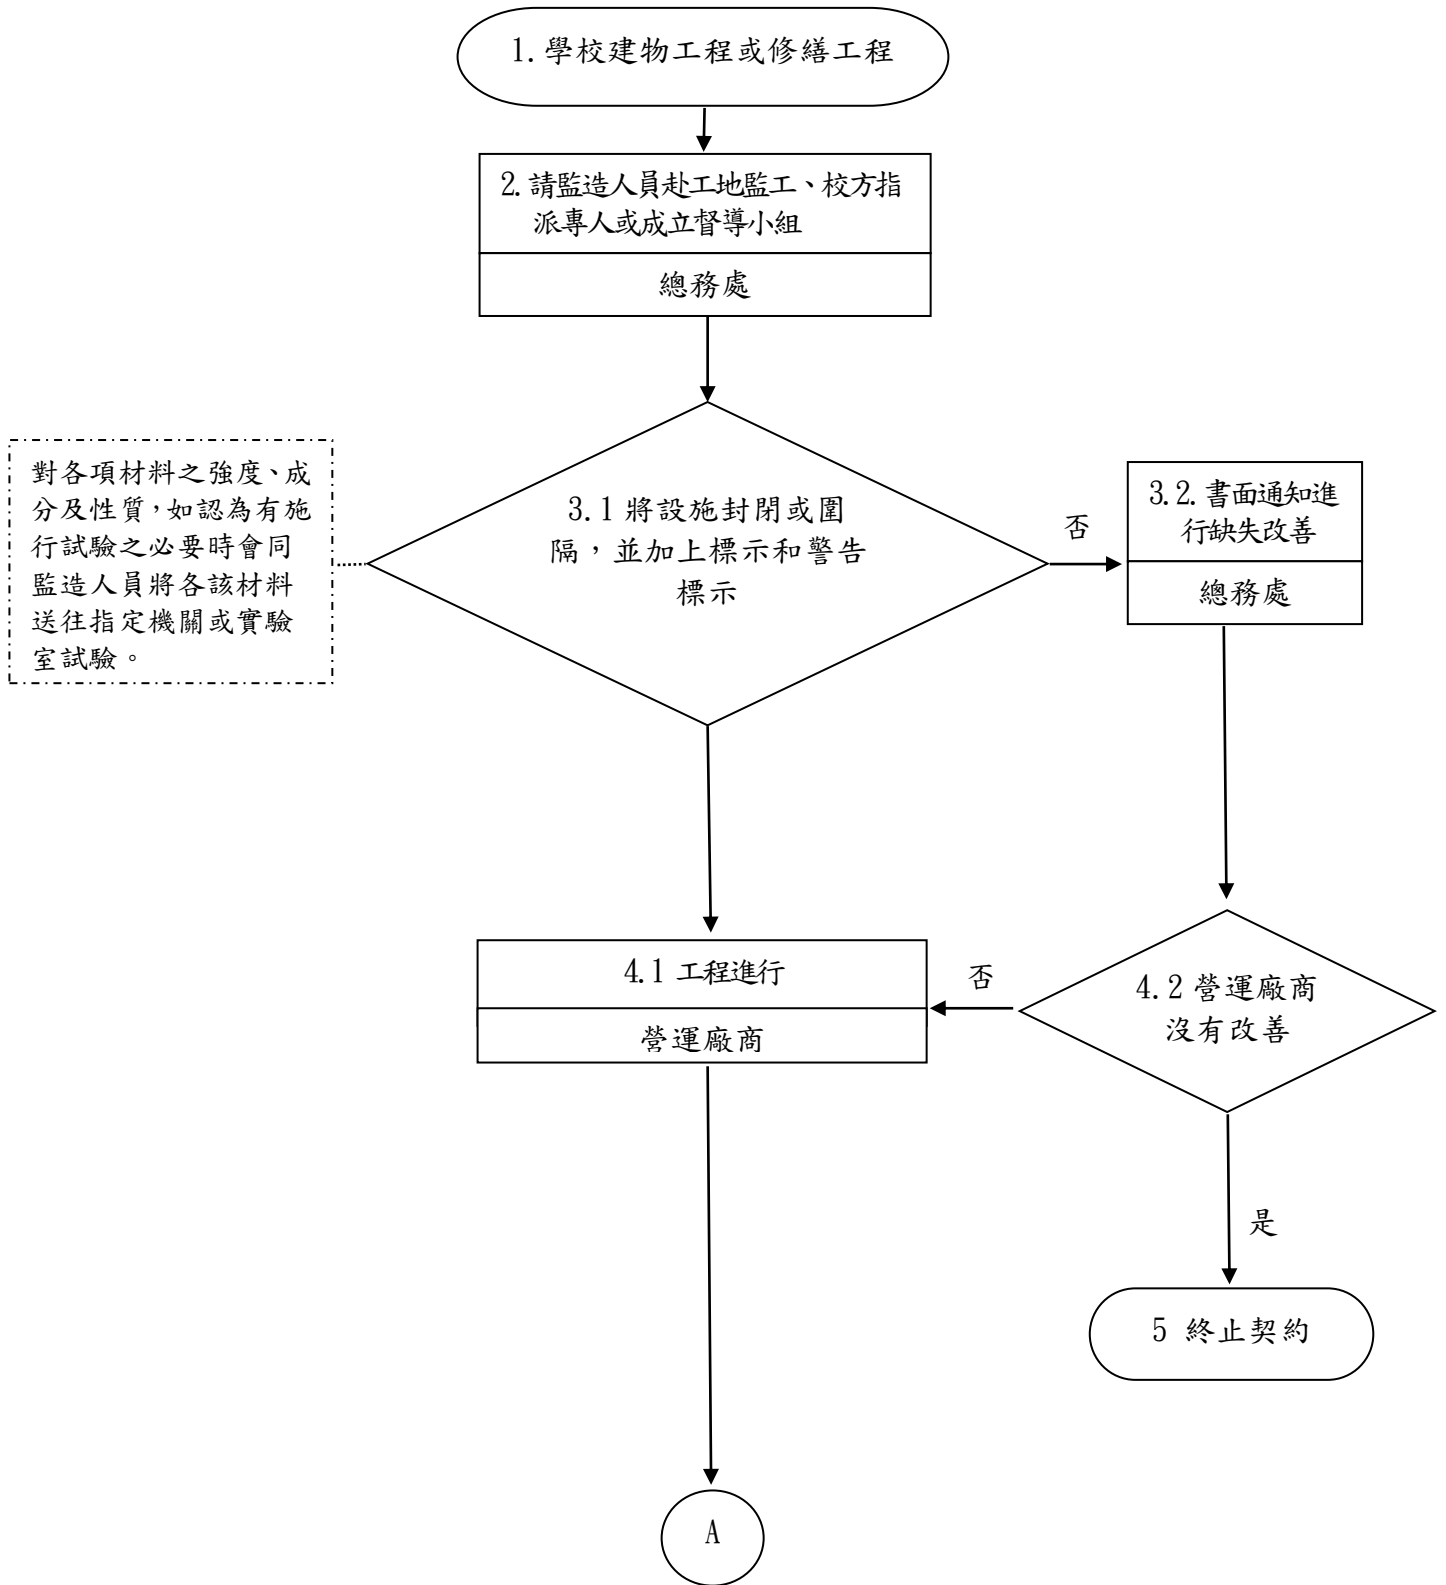 1.學校建物工程或修繕工程
2.請監造人員赴工地監工、校方指
派專人或成立督導小組
總務處
對各項材料之強度、成
分及性質,如認為有施
行試驗之必要時會同
監造人員將各該材料
送往指定機關或實驗
室試驗。
3.1 將設施封閉或圍
隔,並加上標示和警告
標示
否
3.2.書面通知進
行缺失改善
總務處
4.1 工程進行
營運廠商
否
4.2 營運廠商
沒有改善
是
5 終止契約
A